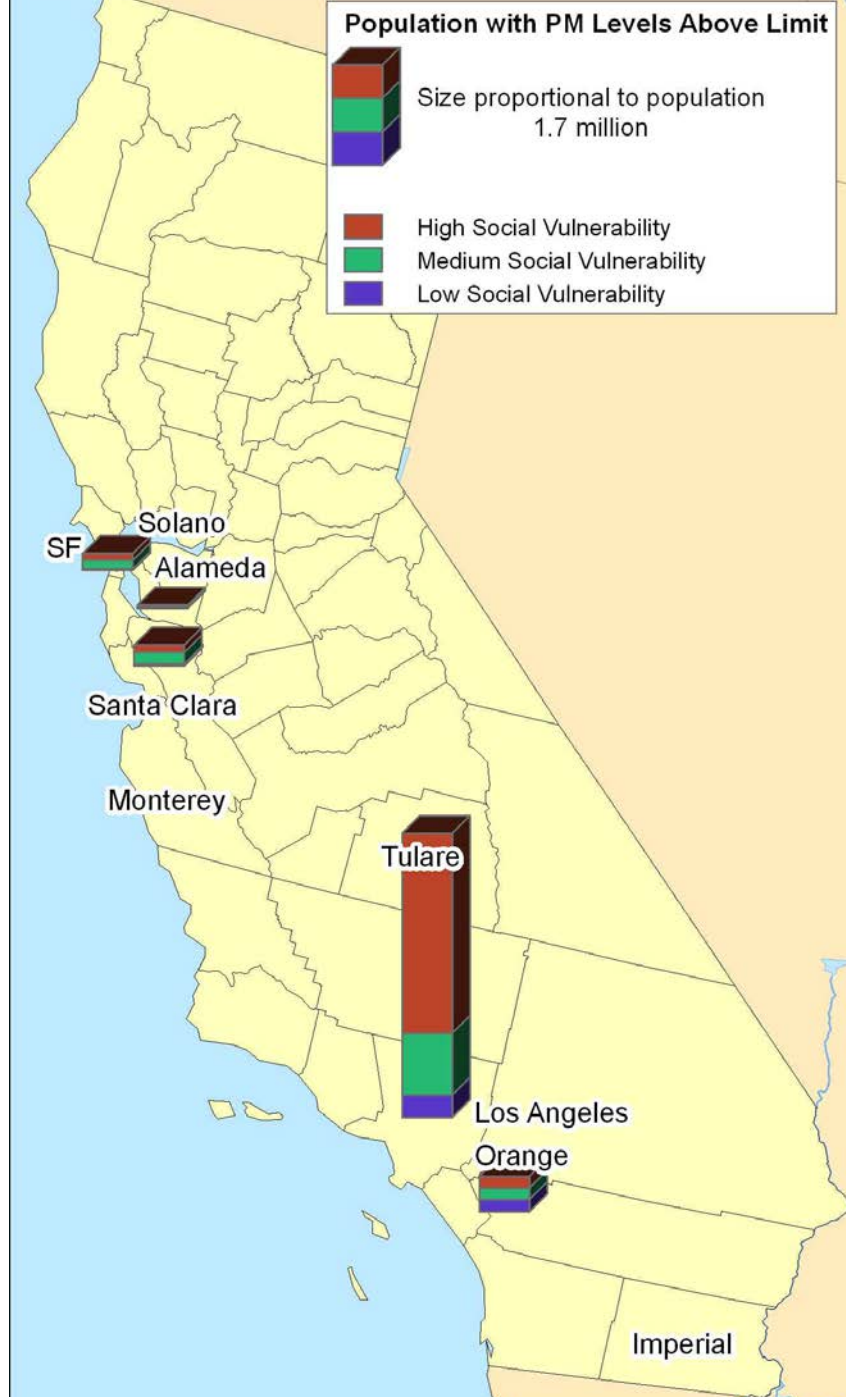 Population with PM Levels Above Limit
Size proportional to population
1.7 million
High Social Vulnerability
Medium Social Vulnerability
Low Social Vulnerability
Solano
SF
Alameda
Santa Clara
Monterey
Tulare
Los Angeles
Orange
Imperial